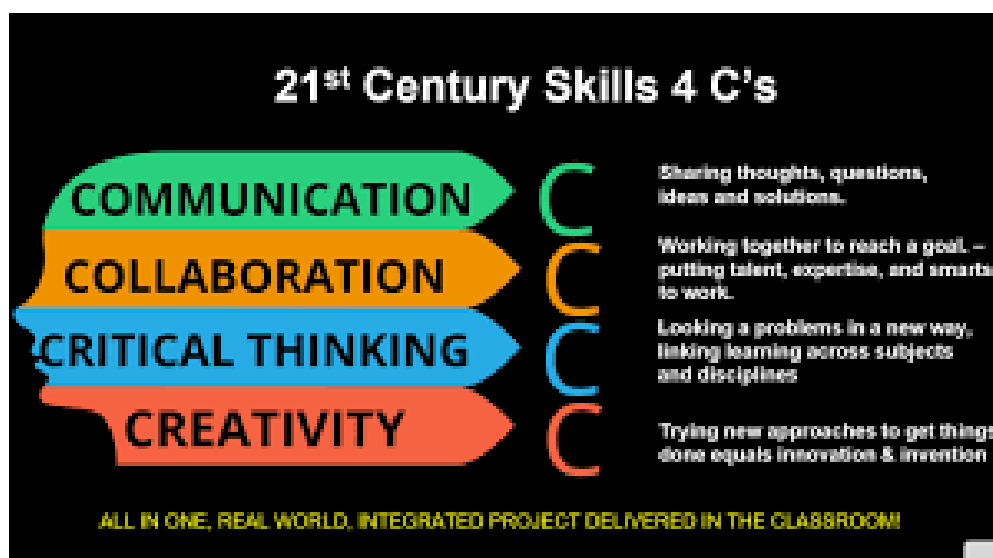 21st Century Skills 4 C's
COMMUNICATION
C
Sharing thoughts, questions,
ideas and solutions.
COLLABORATION
C
Working together to reach a goal. –
putting talent, expertise, and smarts
to work.
CRITICAL THINKING
C
Looking a problems in a new way,
linking learning across subjects
and disciplines
CREATIVITY
C
Trying new approaches to get things
done equals innovation & invention
ALL IN ONE, REAL WORLD, INTEGRATED PROJECT DELIVERED IN THE CLASSROOM!